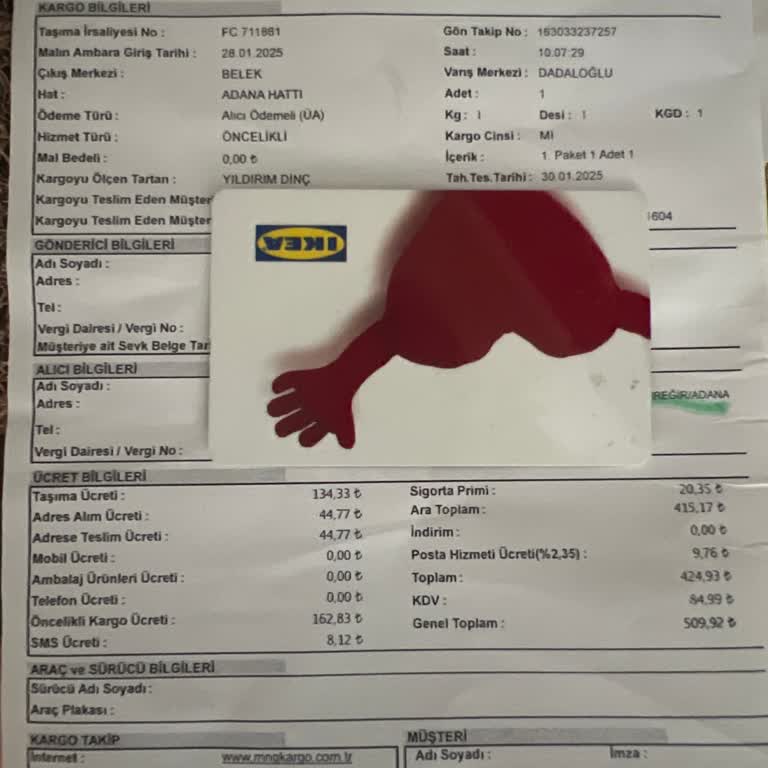 KARGO BİLGİLERİ
Taşıma İrsaliyesi No : FC 711881 Gön Takip No : 163033237257
Malın Ambara Giriş Tarihi : 28.01.2025 Saat : 10.07:29
Çıkış Merkezi : BELEK Varış Merkezi : DADALOĞLU
Hat : ADANA HATTI Adet : 1
Ödeme Türü : Alıcı Ödemeli (ÜA) Kg : 1 Desi : 1 KGD : 1
Hizmet Türü : ÖNCELİKLİ Kargo Cinsi : MI
Mal Bedeli : 0,00 ₺ İçerik : 1. Paket 1 Adet 1
Kargoyu Ölçen Tartan : YILDIRIM DİNÇ Tah.Tes.Tarihi : 30.01.2025
Kargoyu Teslim Eden Müşter
Kargoyu Teslim Eden Müşter 1604
IKEA
GÖNDERİCİ BİLGİLERİ
Adı Soyadı :
Adres :
Tel :
Vergi Dairesi / Vergi No :
Müşteriye ait Sevk Belge Tar
ALICI BİLGİLERİ
Adı Soyadı :
Adres : REĞİR/ADANA
Tel :
Vergi Dairesi / Vergi No :
ÜCRET BİLGİLERİ
Taşıma Ücreti : 134,33 ₺ Sigorta Primi : 20,35 ₺
Adres Alım Ücreti : 44,77 ₺ Ara Toplam : 415,17 ₺
Adrese Teslim Ücreti : 44,77 ₺ İndirim : 0,00 ₺
Mobil Ücreti : 0,00 ₺ Posta Hizmeti Ücreti(%2,35) : 9,76 ₺
Ambalaj Ürünleri Ücreti : 0,00 ₺ Toplam : 424,93 ₺
Telefon Ücreti : 0,00 ₺ KDV : 84,99 ₺
Öncelikli Kargo Ücreti : 162,83 ₺ Genel Toplam : 509,92 ₺
SMS Ücreti : 8,12 ₺
ARAÇ ve SÜRÜCÜ BİLGİLERİ
Sürücü Adı Soyadı :
Araç Plakası :
KARGO TAKİP MÜŞTERİ
İnternet : www.mngkargo.com.tr Adı Soyadı : İmza :